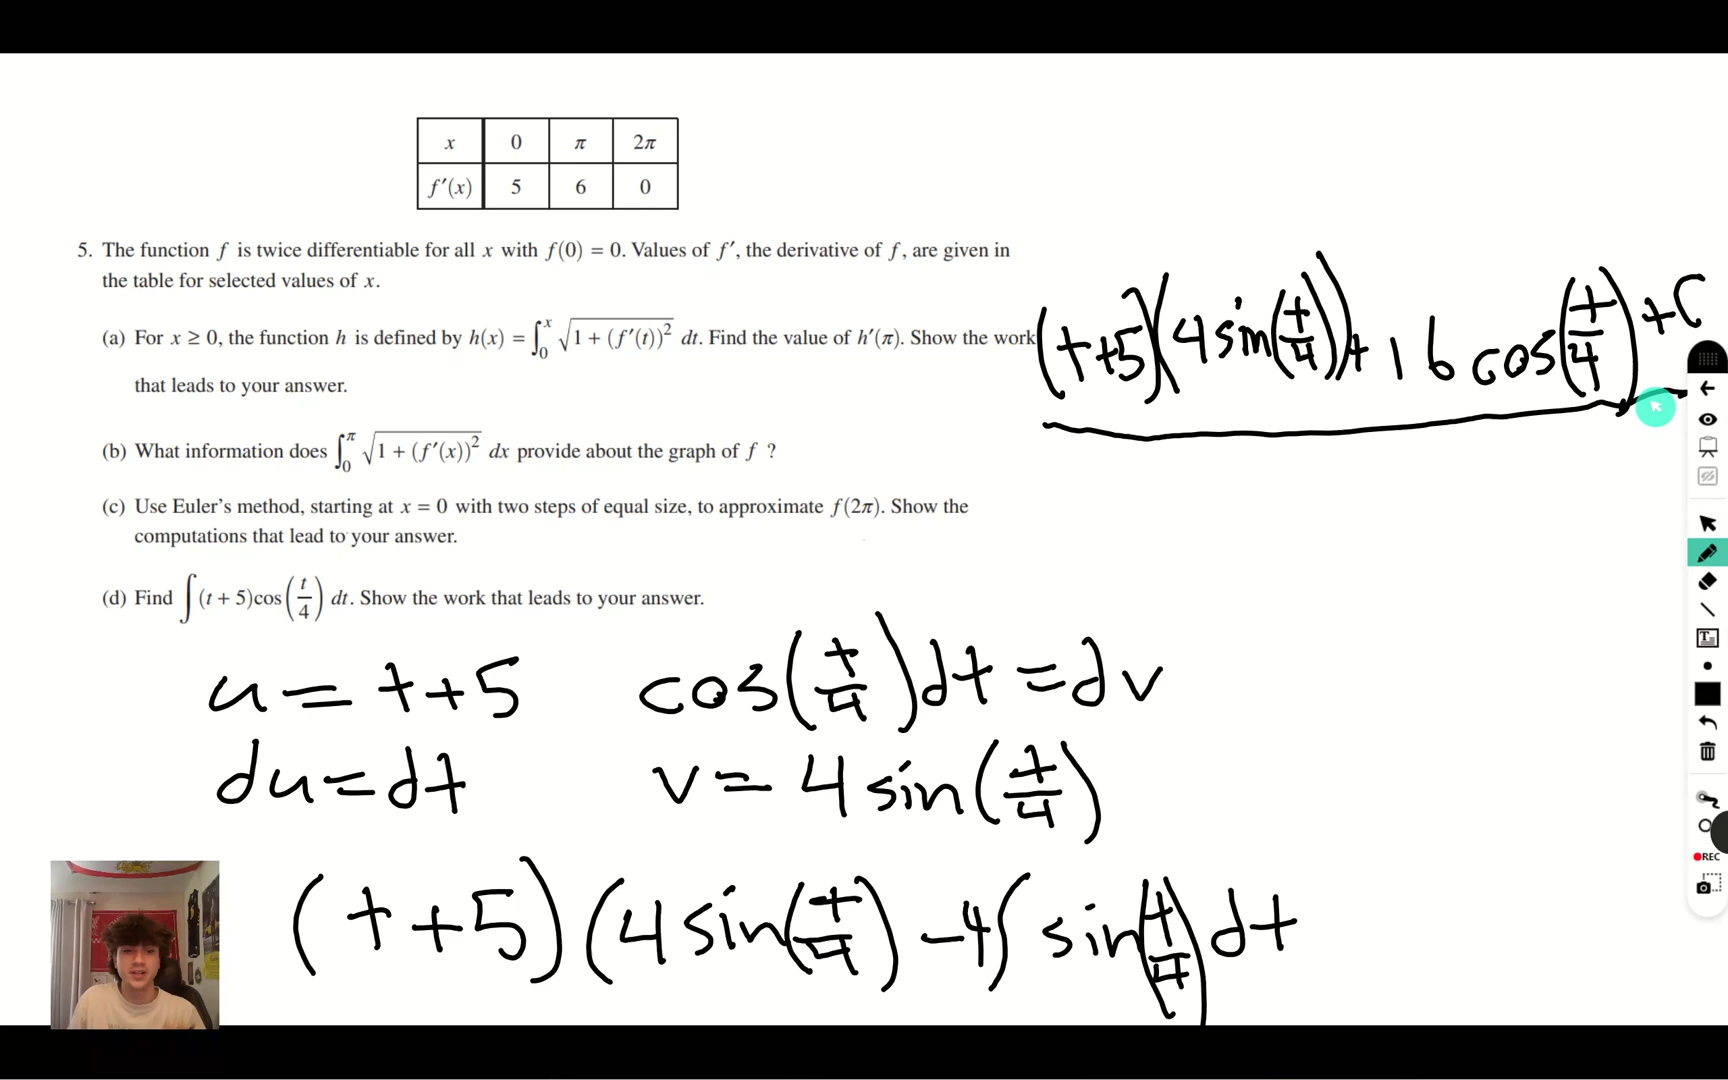 x 0 π 2π
f′(x) 5 6 0
5. The function f is twice differentiable for all x with f(0) = 0. Values of f′, the derivative of f, are given in
the table for selected values of x.
(a) For x ≥ 0, the function h is defined by h(x) = ∫₀ˣ √(1 + (f′(t))²) dt. Find the value of h′(π). Show the work
that leads to your answer.
(t+5)(4sin(t/4))+16cos(t/4)+C
(b) What information does ∫₀^π √(1 + (f′(x))²) dx provide about the graph of f ?
(c) Use Euler's method, starting at x = 0 with two steps of equal size, to approximate f(2π). Show the
computations that lead to your answer.
(d) Find ∫(t + 5)cos(t/4) dt. Show the work that leads to your answer.
u = t+5 cos(t/4)dt = dv
du = dt v = 4 sin(t/4)
(t+5)(4 sin(t/4) -4∫ sin(t/4) dt
REC